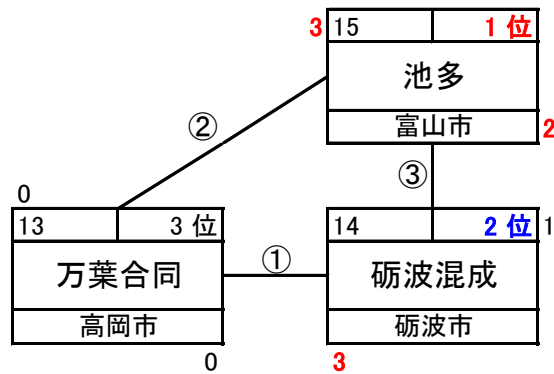 3 15 1 位
池多
富山市 2
②
③
0
13 3 位
万葉合同
高岡市
0
①
14 2 位 1
砺波混成
砺波市
3